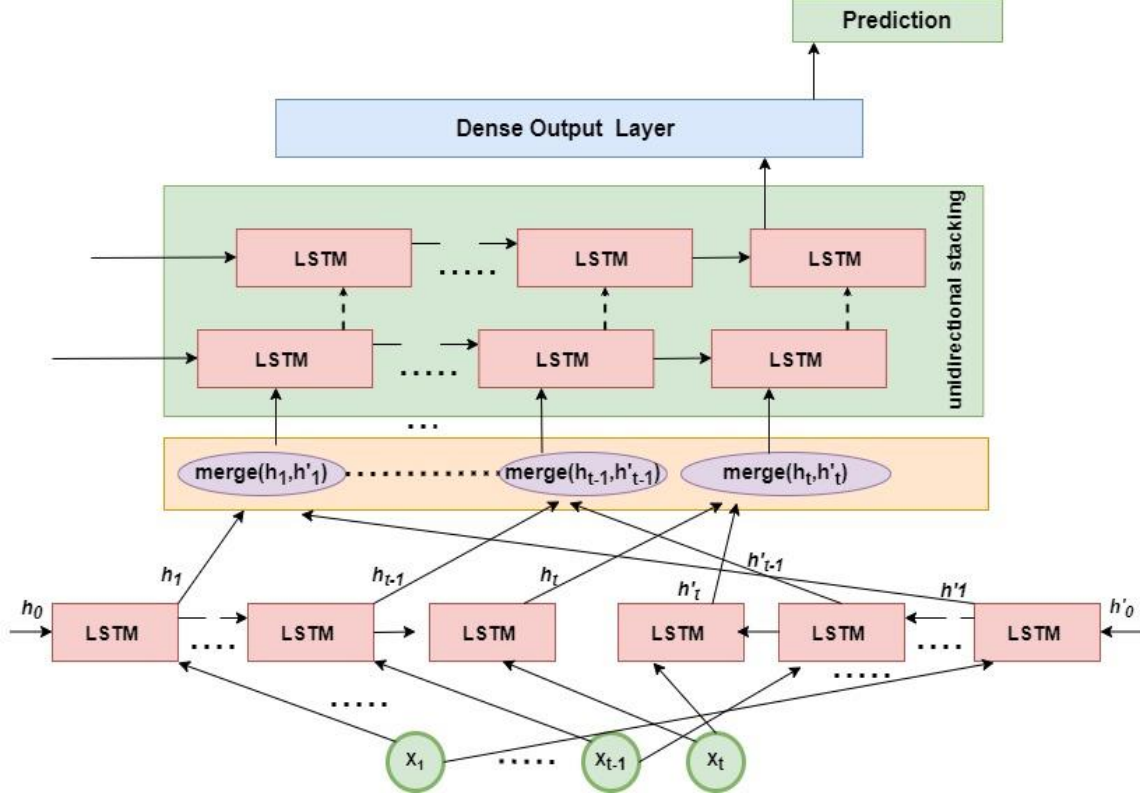 Prediction
Dense Output Layer
unidirectional stacking
LSTM ..... LSTM LSTM
LSTM ..... LSTM LSTM
...
merge(h₁,h'₁) ............... merge(hₜ₋₁,h'ₜ₋₁) merge(hₜ,h'ₜ)
h₁ hₜ₋₁ hₜ h'ₜ h'ₜ₋₁ h'1
h₀ h'₀
LSTM ..... LSTM LSTM LSTM LSTM ..... LSTM
..... .....
x₁ ..... xₜ₋₁ xₜ